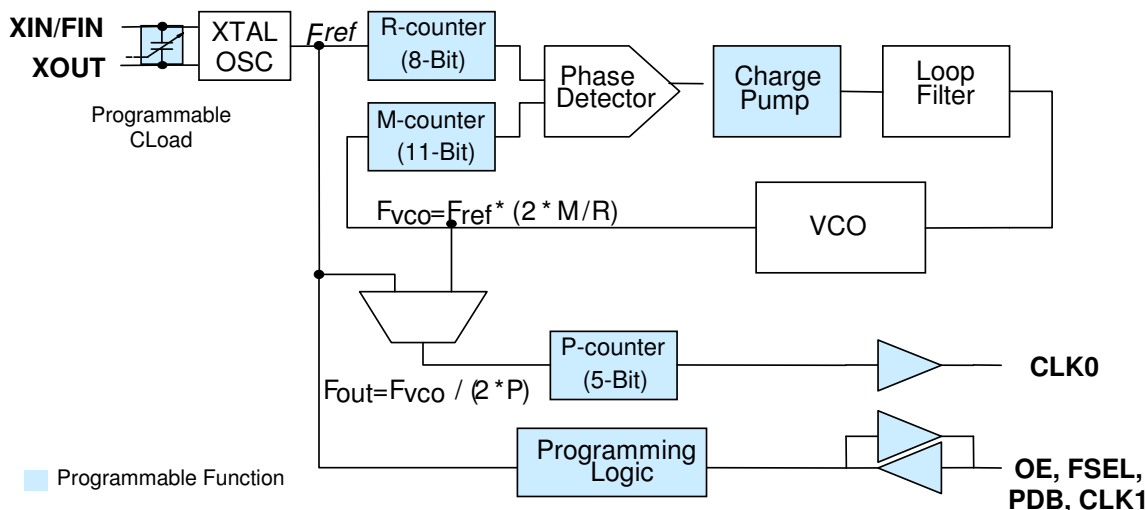 XIN/FIN
XOUT
Programmable
CLoad
XTAL
OSC
Fref
R-counter
(8-Bit)
M-counter
(11-Bit)
Phase
Detector
Charge
Pump
Loop
Filter
Fvco=Fref* (2*M/R)
VCO
P-counter
(5-Bit)
CLK0
Fout=Fvco / (2*P)
Programming
Logic
OE, FSEL,
PDB, CLK1
Programmable Function